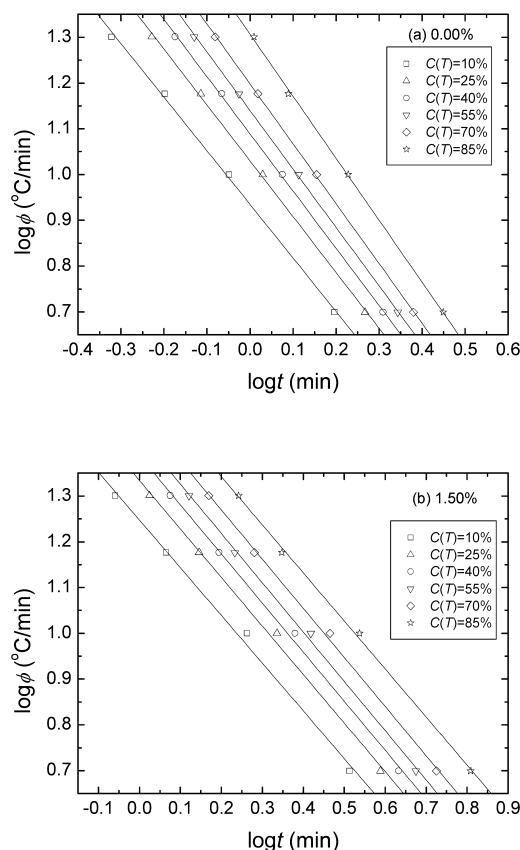 (a) 0.00%
C(T)=10%
C(T)=25%
C(T)=40%
C(T)=55%
C(T)=70%
C(T)=85%
1.3
1.2
1.1
1.0
0.9
0.8
0.7
logϕ (°C/min)
-0.4 -0.3 -0.2 -0.1 0.0 0.1 0.2 0.3 0.4 0.5 0.6
logt (min)
(b) 1.50%
C(T)=10%
C(T)=25%
C(T)=40%
C(T)=55%
C(T)=70%
C(T)=85%
1.3
1.2
1.1
1.0
0.9
0.8
0.7
logϕ (°C/min)
-0.1 0.0 0.1 0.2 0.3 0.4 0.5 0.6 0.7 0.8 0.9
logt (min)